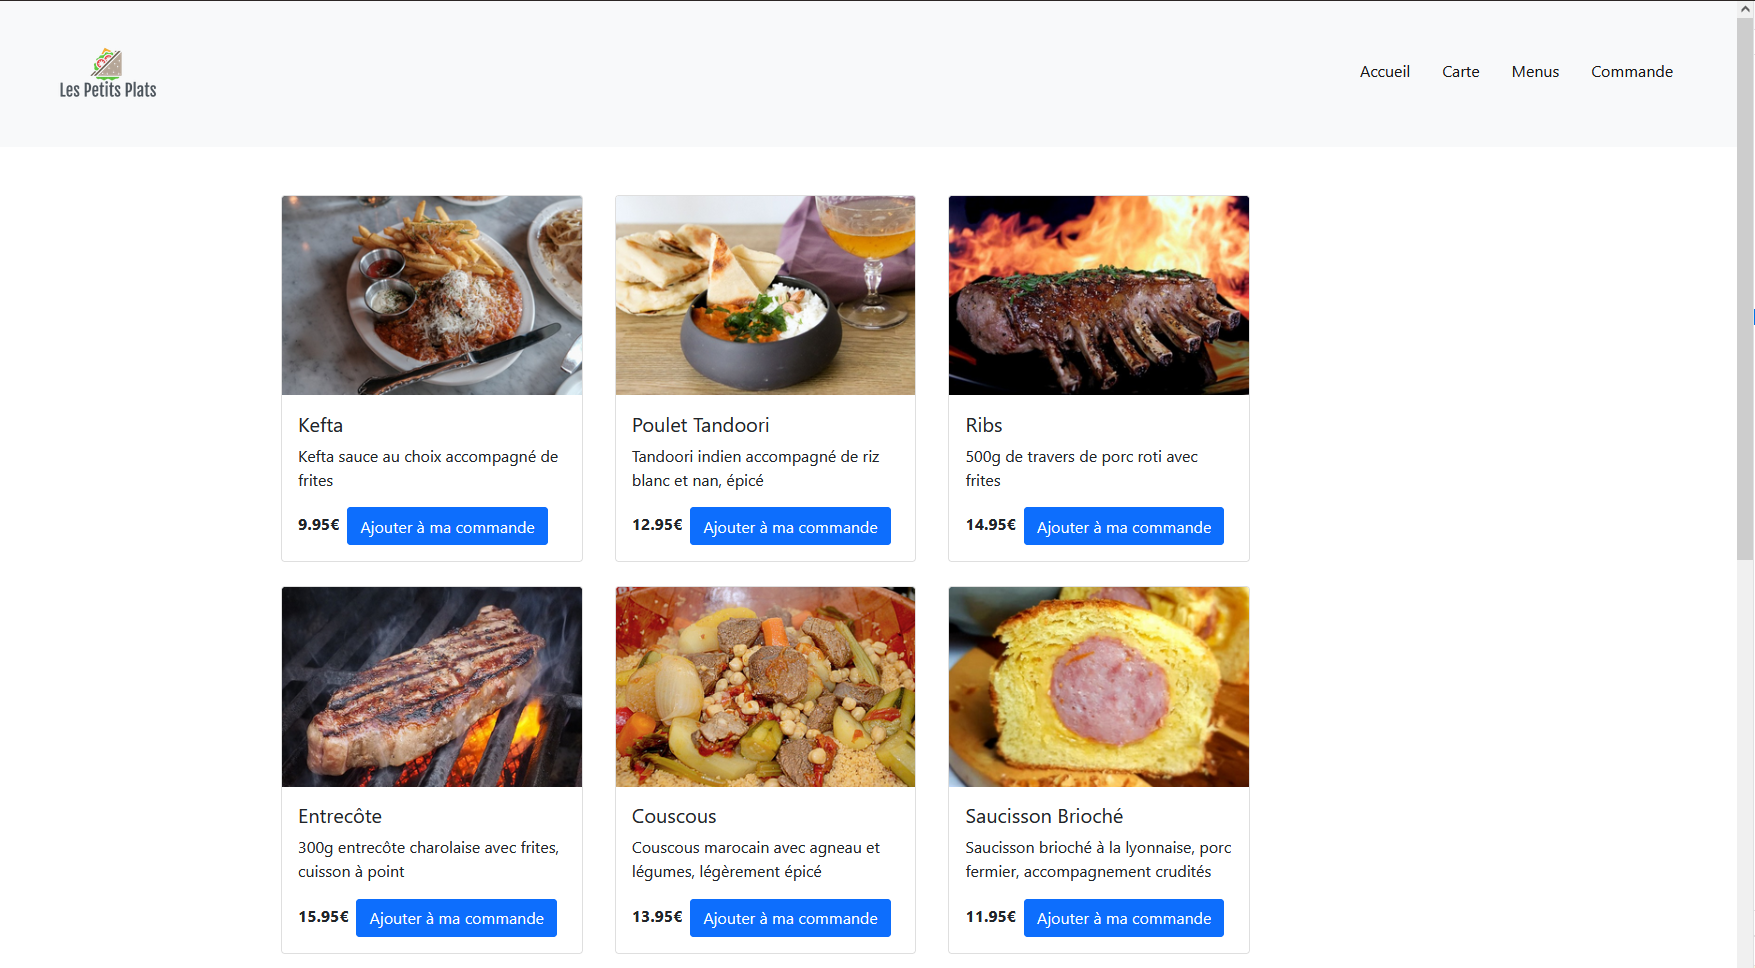 Les Petits Plats
Accueil Carte Menus Commande
Kefta
Kefta sauce au choix accompagné de
frites
9.95€ Ajouter à ma commande
Poulet Tandoori
Tandoori indien accompagné de riz
blanc et nan, épicé
12.95€ Ajouter à ma commande
Ribs
500g de travers de porc roti avec
frites
14.95€ Ajouter à ma commande
Entrecôte
300g entrecôte charolaise avec frites,
cuisson à point
15.95€ Ajouter à ma commande
Couscous
Couscous marocain avec agneau et
légumes, légèrement épicé
13.95€ Ajouter à ma commande
Saucisson Brioché
Saucisson brioché à la lyonnaise, porc
fermier, accompagnement crudités
11.95€ Ajouter à ma commande